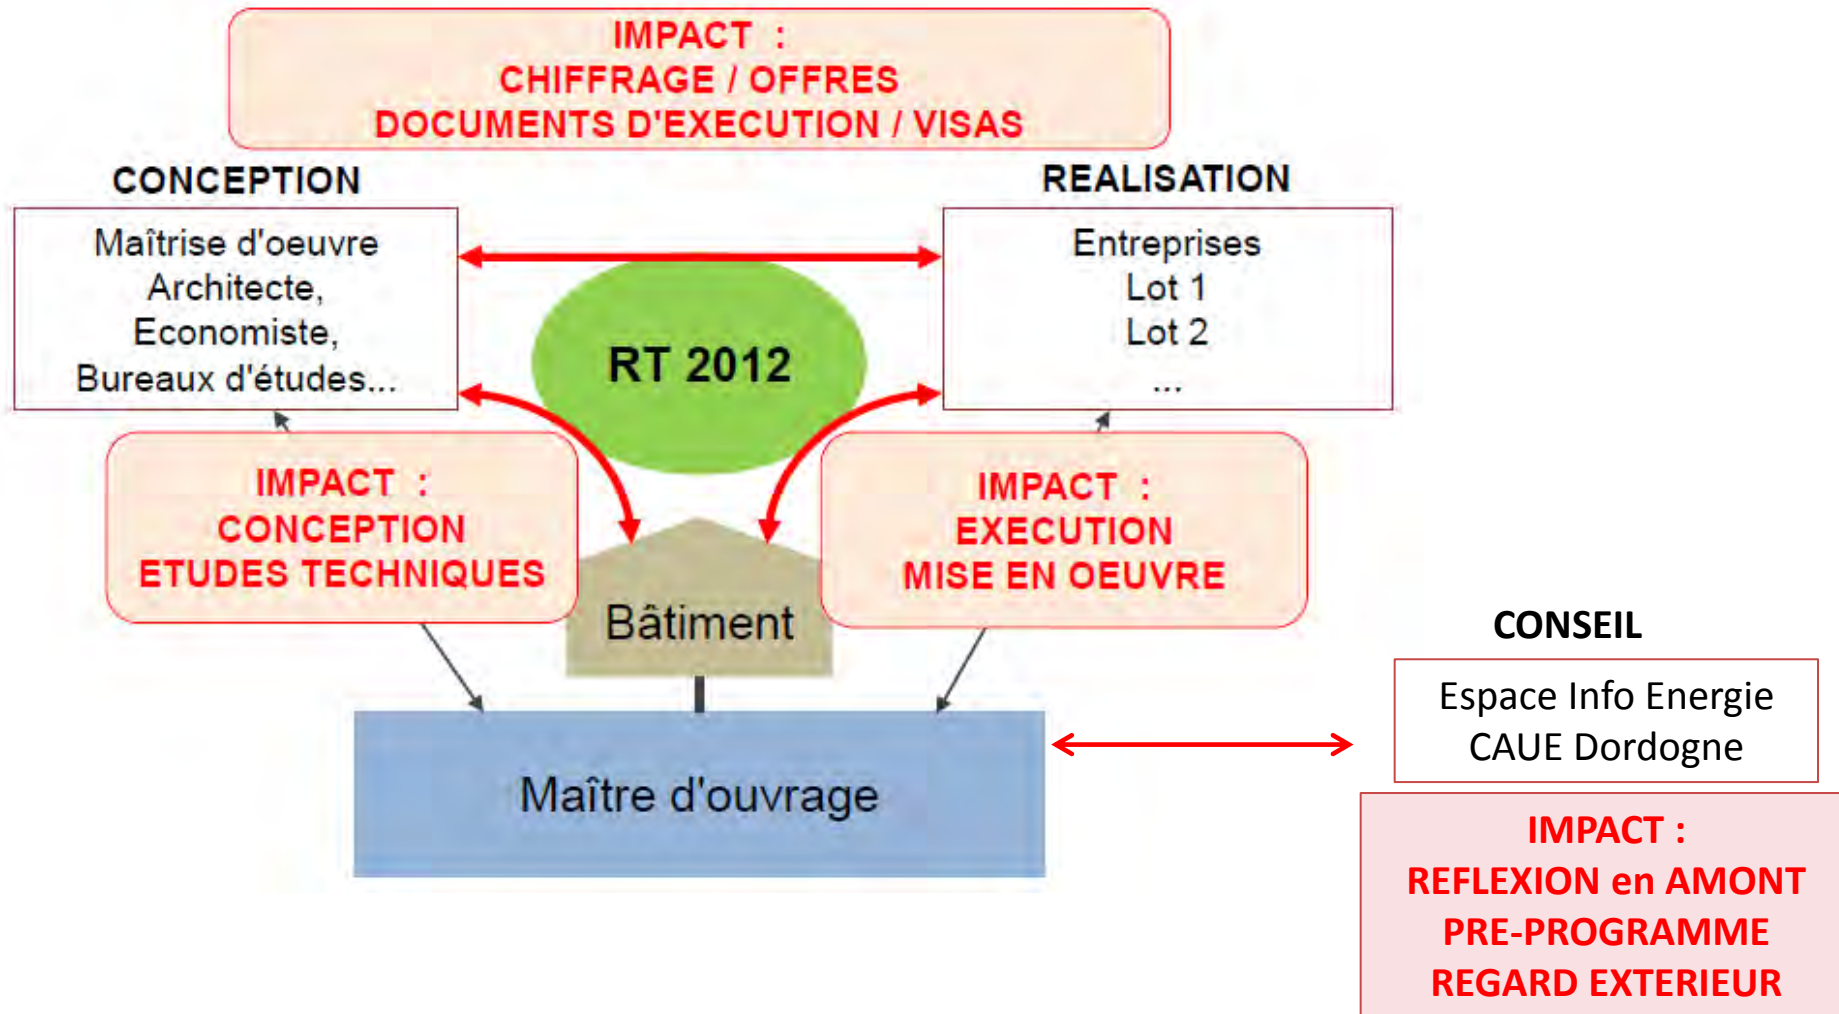 IMPACT :
CHIFFRAGE / OFFRES
DOCUMENTS D'EXECUTION / VISAS
CONCEPTION
Maîtrise d'oeuvre
Architecte,
Economiste,
Bureaux d'études...
REALISATION
Entreprises
Lot 1
Lot 2
...
RT 2012
IMPACT :
CONCEPTION
ETUDES TECHNIQUES
IMPACT :
EXECUTION
MISE EN OEUVRE
Bâtiment
Maître d'ouvrage
CONSEIL
Espace Info Energie
CAUE Dordogne
IMPACT :
REFLEXION en AMONT
PRE-PROGRAMME
REGARD EXTERIEUR